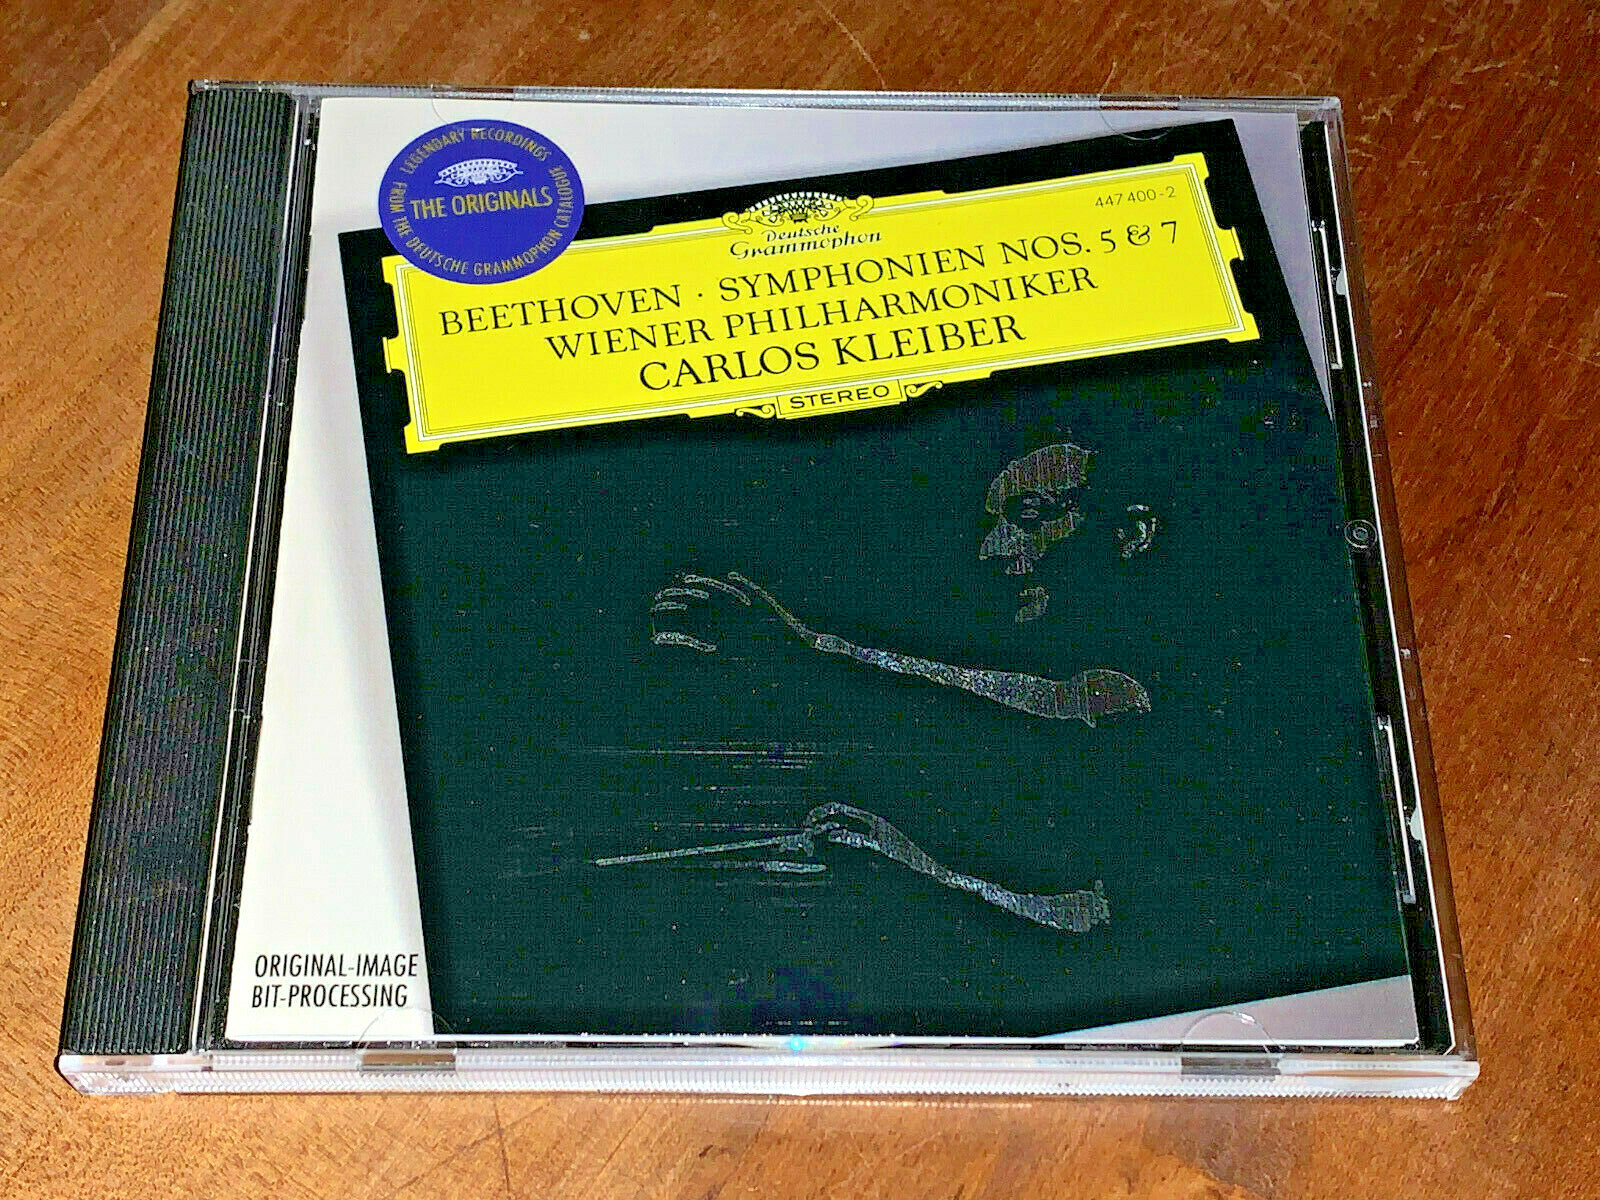 LEGENDARY RECORDINGS
FROM THE DEUTSCHE GRAMMOPHON CATALOGUE
THE ORIGINALS
Deutsche
Grammophon
447 400-2
BEETHOVEN · SYMPHONIEN NOS. 5 & 7
WIENER PHILHARMONIKER
CARLOS KLEIBER
STEREO
ORIGINAL-IMAGE
BIT-PROCESSING